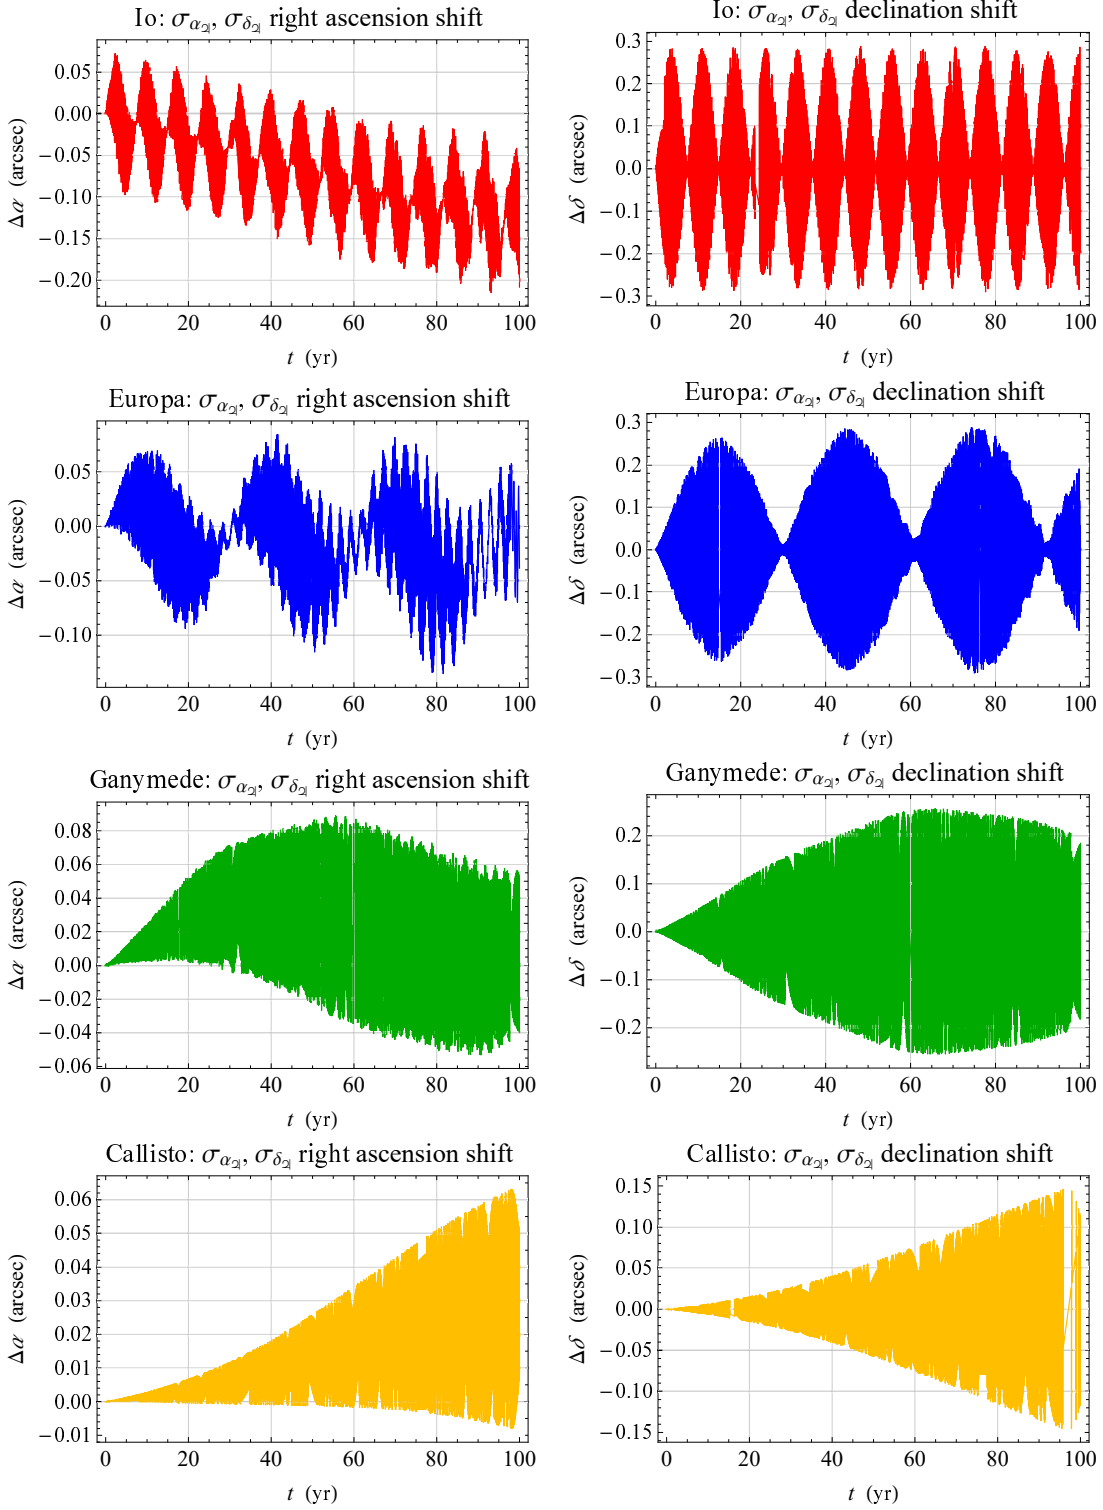 Io: σα♃, σδ♃ right ascension shift
0.05
0.00
−0.05
−0.10
−0.15
−0.20
Δα (arcsec)
0 20 40 60 80 100
t (yr)
Io: σα♃, σδ♃ declination shift
0.3
0.2
0.1
0.0
−0.1
−0.2
−0.3
Δδ (arcsec)
0 20 40 60 80 100
t (yr)
Europa: σα♃, σδ♃ right ascension shift
0.05
0.00
−0.05
−0.10
Δα (arcsec)
0 20 40 60 80 100
t (yr)
Europa: σα♃, σδ♃ declination shift
0.3
0.2
0.1
0.0
−0.1
−0.2
−0.3
Δδ (arcsec)
0 20 40 60 80 100
t (yr)
Ganymede: σα♃, σδ♃ right ascension shift
0.08
0.06
0.04
0.02
0.00
−0.02
−0.04
−0.06
Δα (arcsec)
0 20 40 60 80 100
t (yr)
Ganymede: σα♃, σδ♃ declination shift
0.2
0.1
0.0
−0.1
−0.2
Δδ (arcsec)
0 20 40 60 80 100
t (yr)
Callisto: σα♃, σδ♃ right ascension shift
0.06
0.05
0.04
0.03
0.02
0.01
0.00
−0.01
Δα (arcsec)
0 20 40 60 80 100
t (yr)
Callisto: σα♃, σδ♃ declination shift
0.15
0.10
0.05
0.00
−0.05
−0.10
−0.15
Δδ (arcsec)
0 20 40 60 80 100
t (yr)